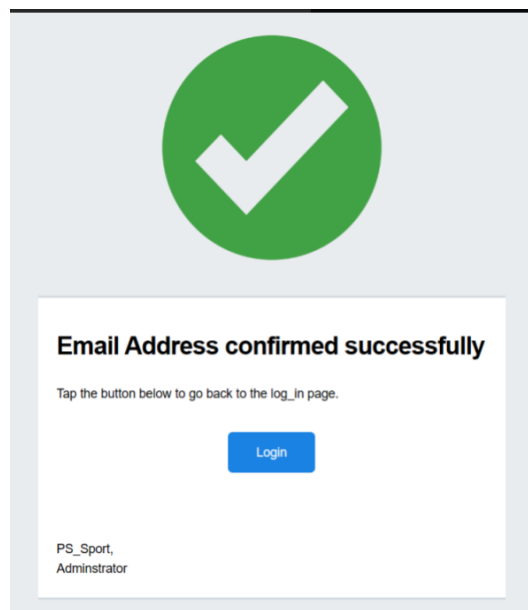 Email Address confirmed successfully
Tap the button below to go back to the log_in page.
Login
PS_Sport,
Adminstrator